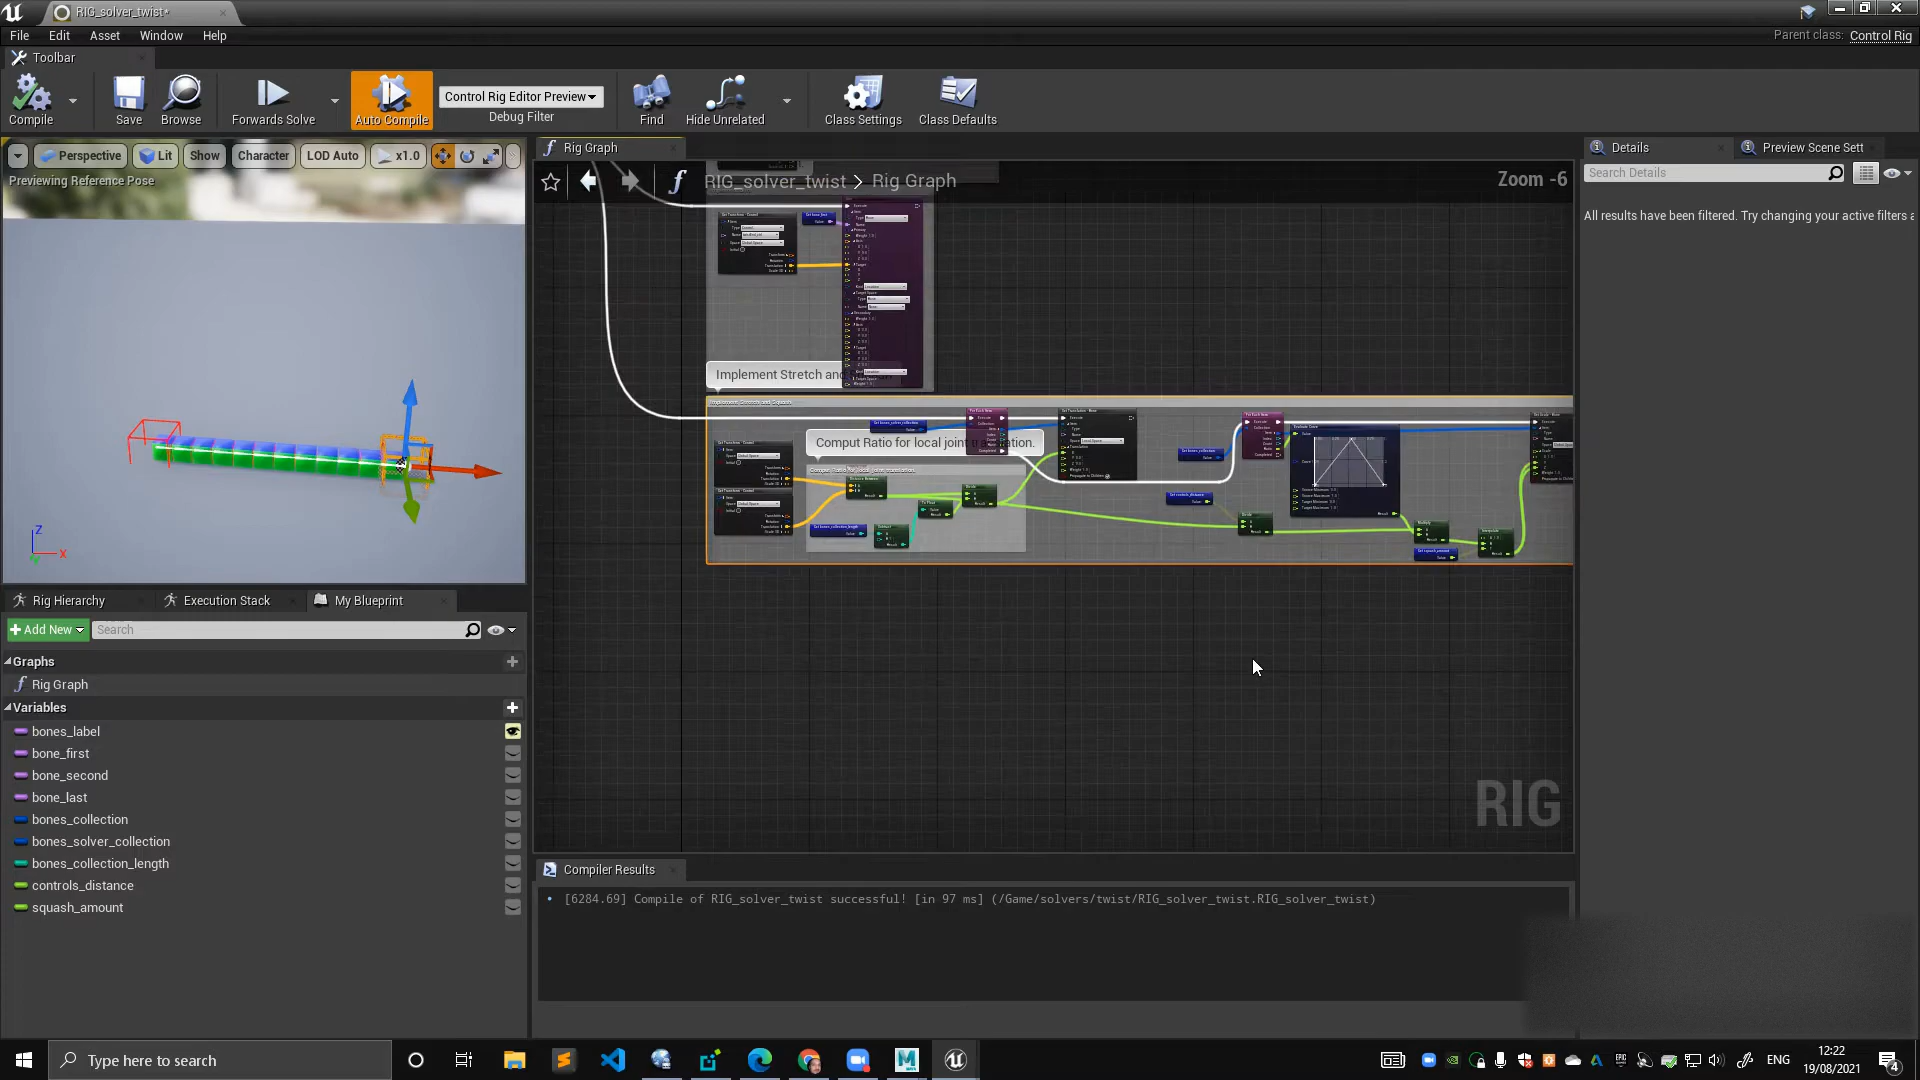 RIG_solver_twist*
File Edit Asset Window Help
Parent class: Control Rig
Toolbar
Compile
Save
Browse
Forwards Solve
Auto Compile
Control Rig Editor Preview
Debug Filter
Find
Hide Unrelated
Class Settings
Class Defaults
Perspective
Lit
Show
Character
LOD Auto
x1.0
Previewing Reference Pose
Z
X
Rig Graph
RIG_solver_twist > Rig Graph
Zoom -6
Implement Stretch and
Comput Ratio for local joint translation.
RIG
Details
Preview Scene Sett
Search Details
All results have been filtered. Try changing your active filters a
Rig Hierarchy
Execution Stack
My Blueprint
Add New
Search
Graphs
Rig Graph
Variables
bones_label
bone_first
bone_second
bone_last
bones_collection
bones_solver_collection
bones_collection_length
controls_distance
squash_amount
Compiler Results
[6284.69] Compile of RIG_solver_twist successful! [in 97 ms] (/Game/solvers/twist/RIG_solver_twist.RIG_solver_twist)
Type here to search
ENG
12:22
19/08/2021
4